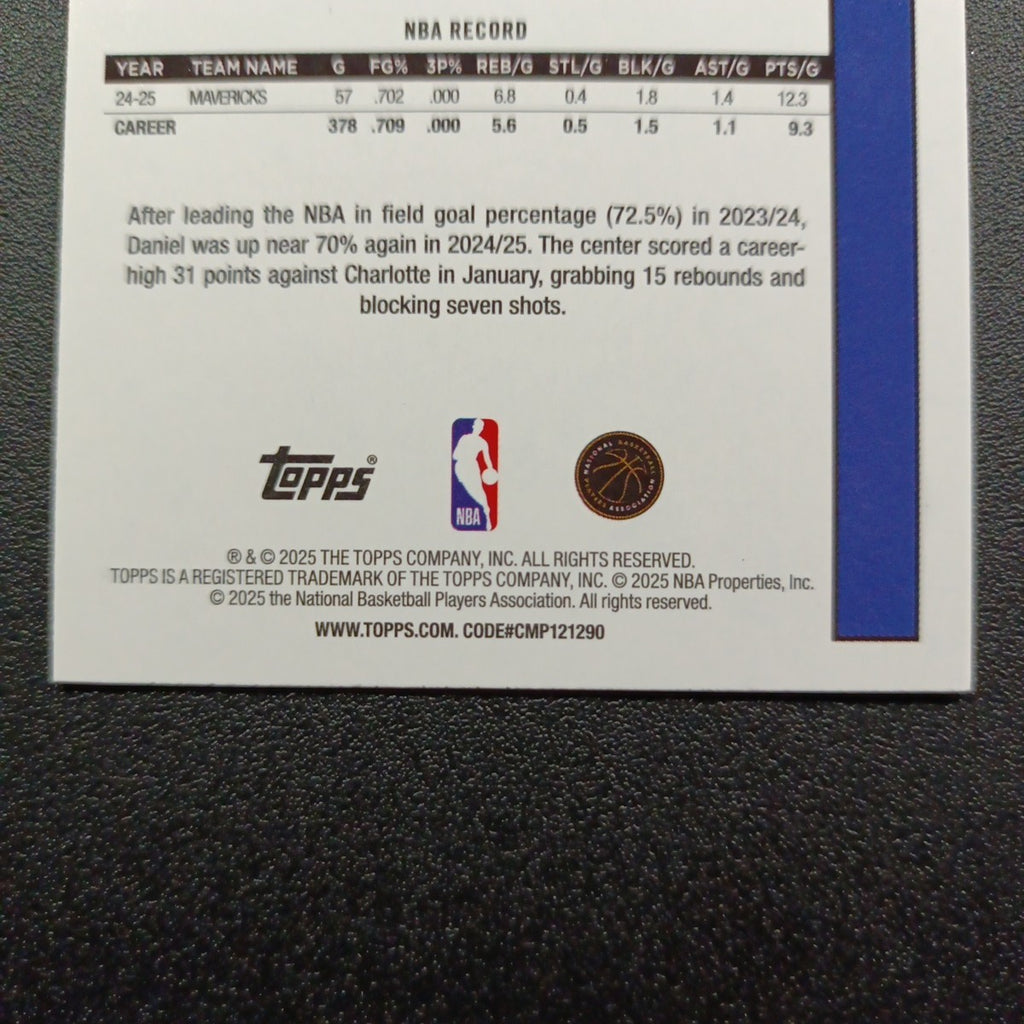 NBA RECORD
YEAR TEAM NAME G FG% 3P% REB/G STL/G BLK/G AST/G PTS/G
24-25 MAVERICKS 57 .702 .000 6.8 0.4 1.8 1.4 12.3
CAREER 378 .709 .000 5.6 0.5 1.5 1.1 9.3
After leading the NBA in field goal percentage (72.5%) in 2023/24,
Daniel was up near 70% again in 2024/25. The center scored a career-
high 31 points against Charlotte in January, grabbing 15 rebounds and
blocking seven shots.
TOPPS®
NBA
NATIONAL BASKETBALL PLAYERS ASSOCIATION
® & © 2025 THE TOPPS COMPANY, INC. ALL RIGHTS RESERVED.
TOPPS IS A REGISTERED TRADEMARK OF THE TOPPS COMPANY, INC. © 2025 NBA Properties, Inc.
© 2025 the National Basketball Players Association. All rights reserved.
WWW.TOPPS.COM. CODE#CMP121290